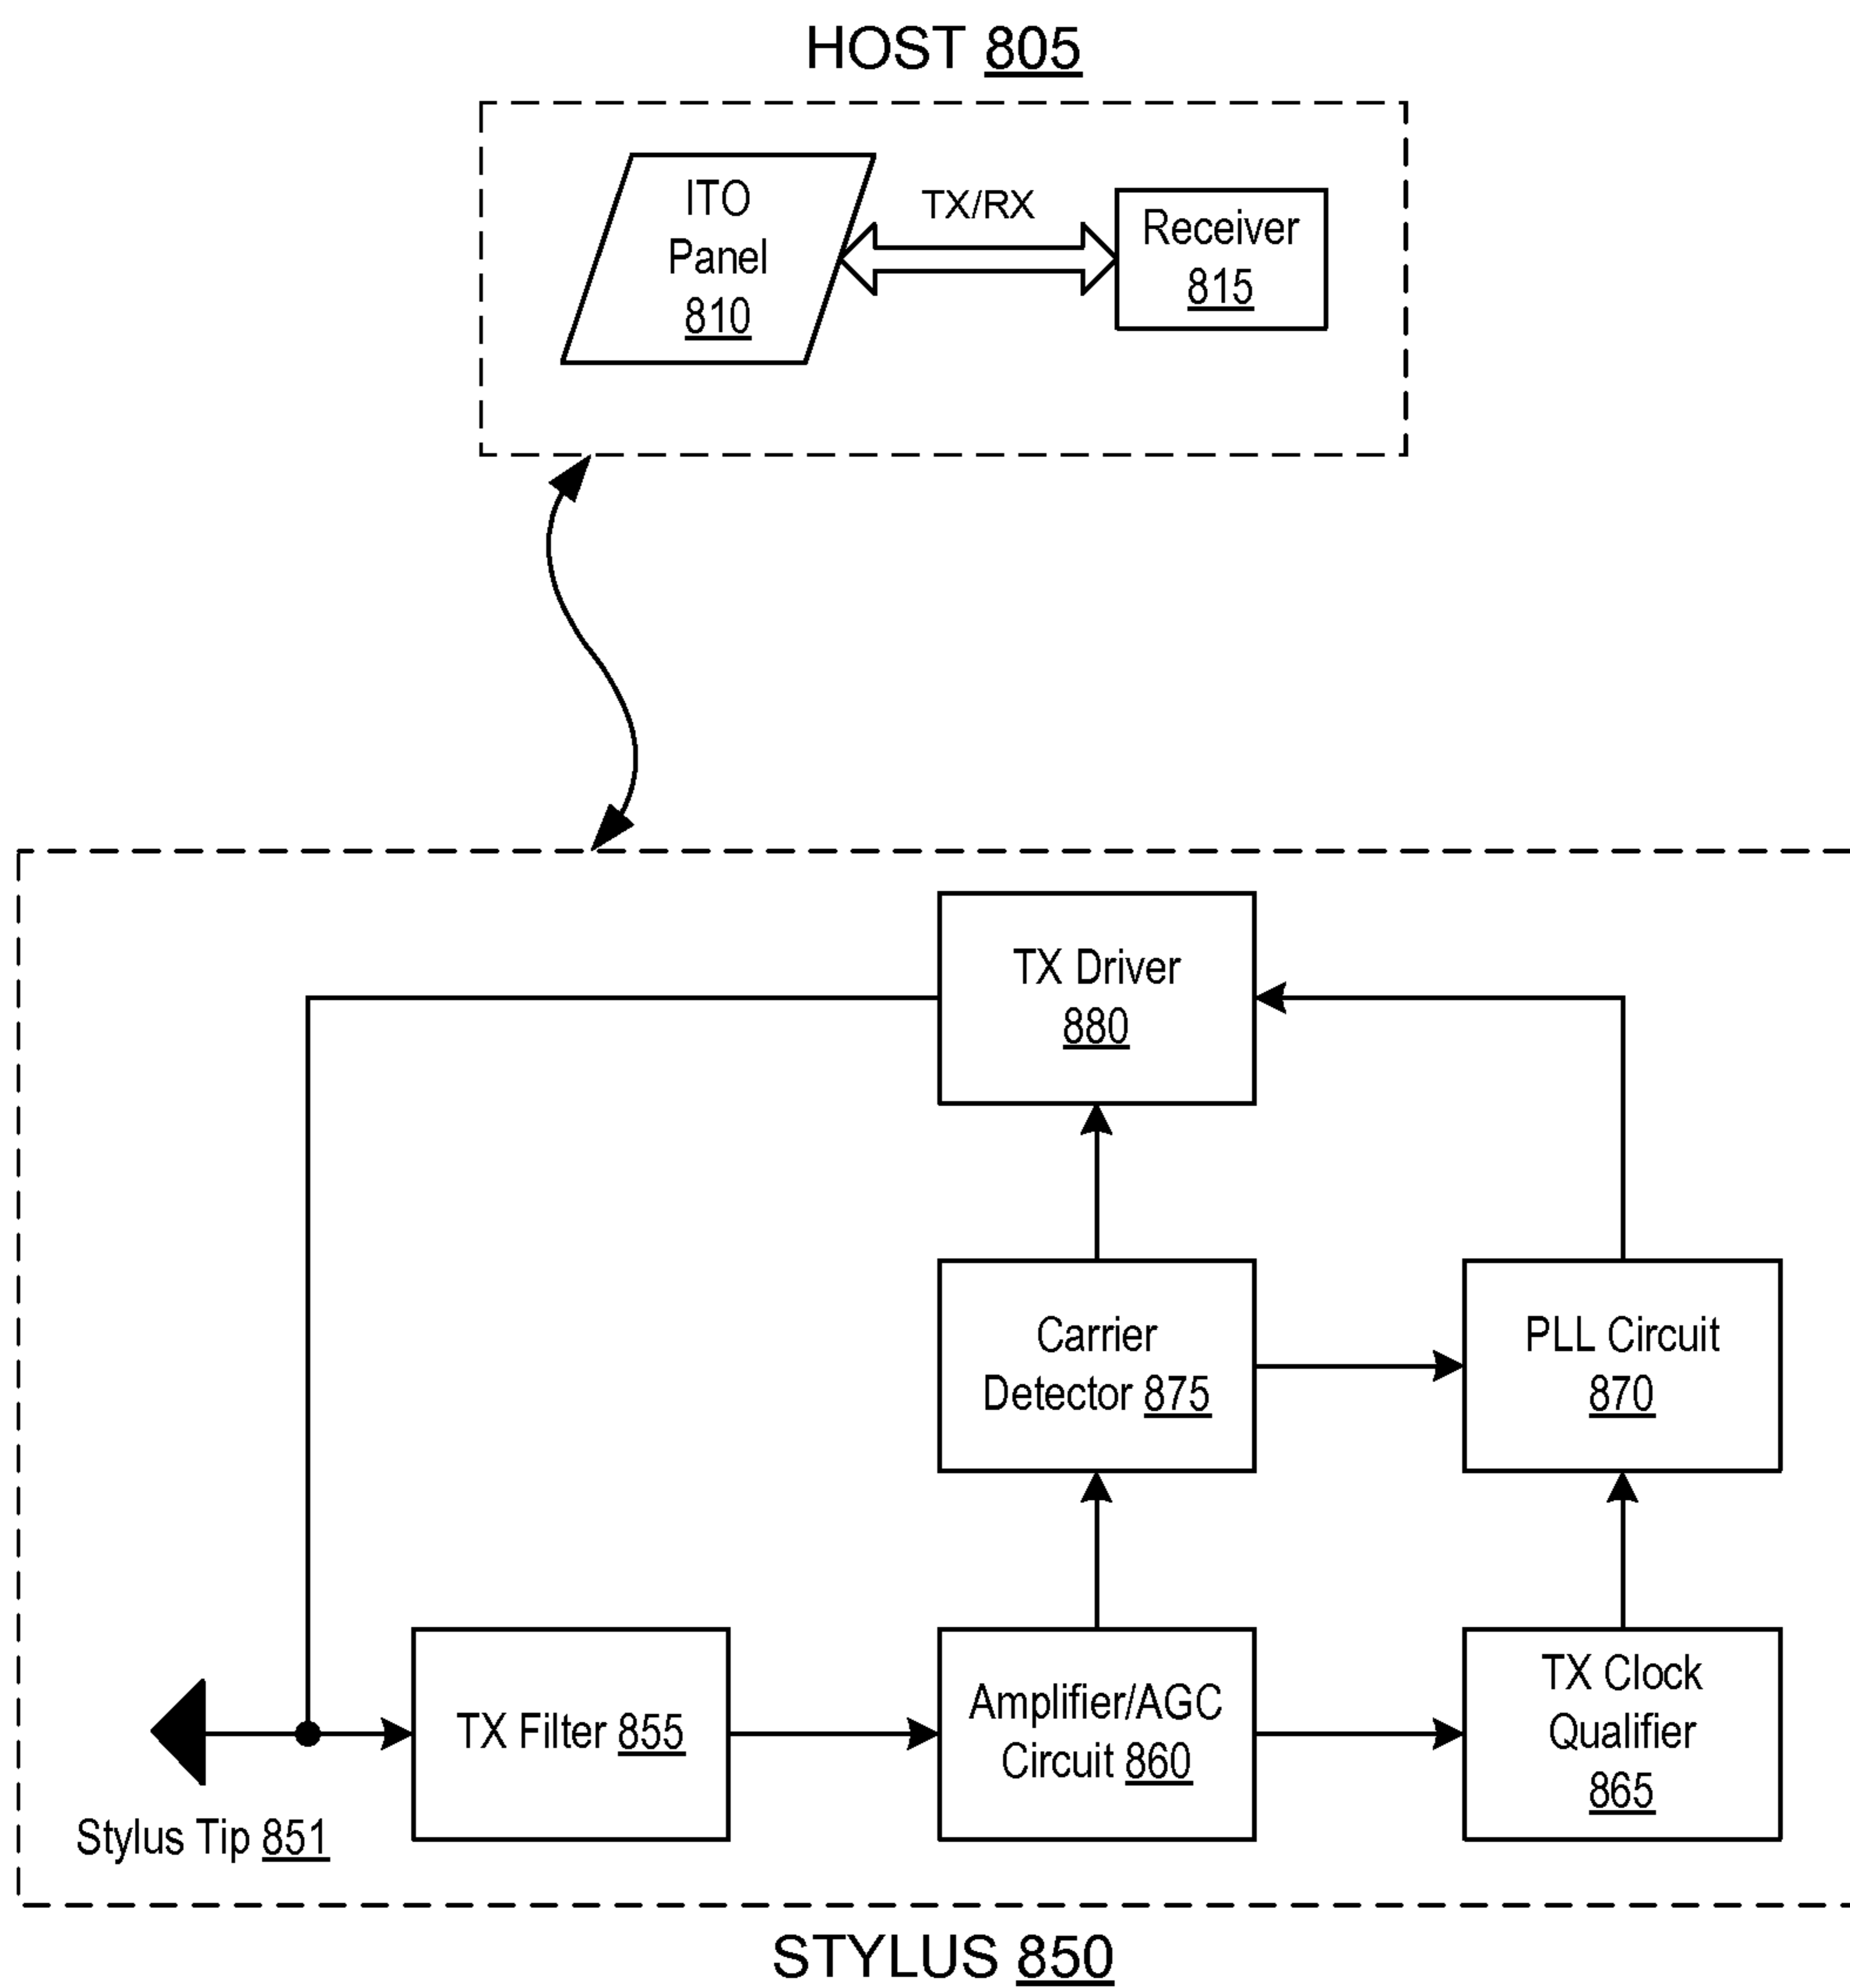 HOST 805
ITO
Panel
810
TX/RX
Receiver
815
TX Driver
880
Carrier
Detector 875
PLL Circuit
870
TX Filter 855
Amplifier/AGC
Circuit 860
TX Clock
Qualifier
865
Stylus Tip 851
STYLUS 850